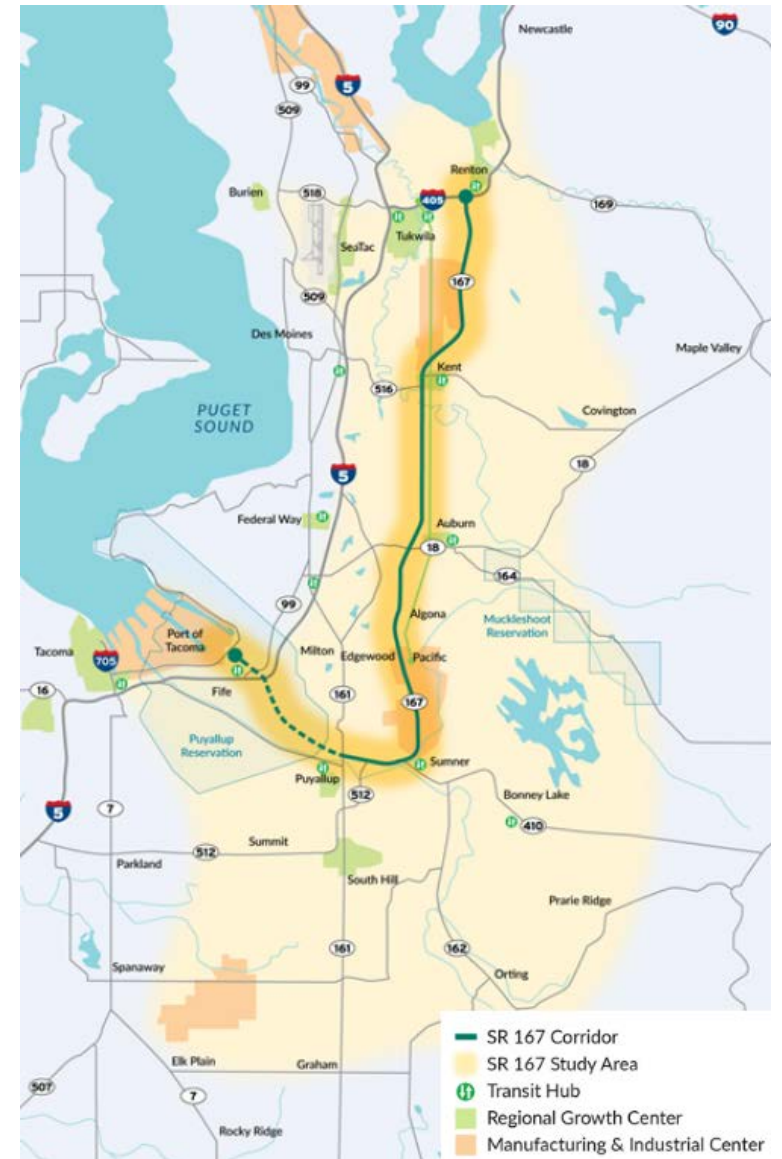 Newcastle
90
5
99
509
Renton
Burien
518
405
169
Tukwila
SeaTac
167
509
Des Moines
Maple Valley
Kent
516
PUGET
SOUND
Covington
18
5
Federal Way
Auburn
18
164
99
Algona
Muckleshoot
Reservation
Port of
Tacoma
Tacoma
Milton
Edgewood
Pacific
705
16
Fife
161
167
Puyallup
Reservation
Sumner
Puyallup
512
Bonney Lake
5
7
410
Summit
512
Parkland
South Hill
Prarie Ridge
161
162
Spanaway
Orting
SR 167 Corridor
SR 167 Study Area
Elk Plain
Graham
507
Transit Hub
7
Regional Growth Center
Rocky Ridge
Manufacturing & Industrial Center